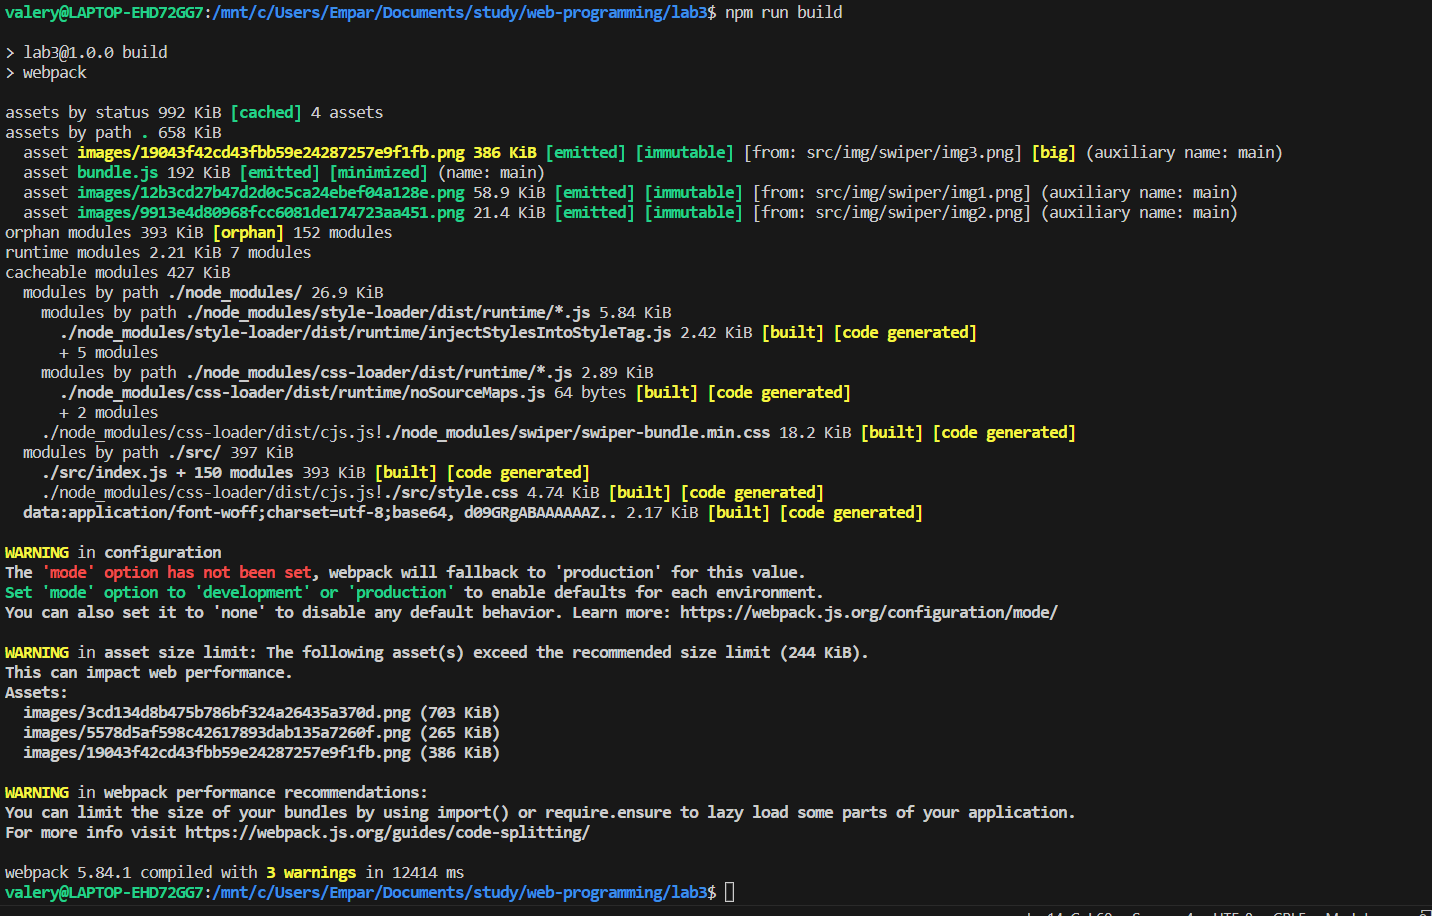 valery@LAPTOP-EHD72GG7:/mnt/c/Users/Empar/Documents/study/web-programming/lab3$ npm run build
> lab3@1.0.0 build
> webpack
assets by status 992 KiB [cached] 4 assets
assets by path . 658 KiB
asset images/19043f42cd43fbb59e24287257e9f1fb.png 386 KiB [emitted] [immutable] [from: src/img/swiper/img3.png] [big] (auxiliary name: main)
asset bundle.js 192 KiB [emitted] [minimized] (name: main)
asset images/12b3cd27b47d2d0c5ca24ebef04a128e.png 58.9 KiB [emitted] [immutable] [from: src/img/swiper/img1.png] (auxiliary name: main)
asset images/9913e4d80968fcc6081de174723aa451.png 21.4 KiB [emitted] [immutable] [from: src/img/swiper/img2.png] (auxiliary name: main)
orphan modules 393 KiB [orphan] 152 modules
runtime modules 2.21 KiB 7 modules
cacheable modules 427 KiB
modules by path ./node_modules/ 26.9 KiB
modules by path ./node_modules/style-loader/dist/runtime/*.js 5.84 KiB
./node_modules/style-loader/dist/runtime/injectStylesIntoStyleTag.js 2.42 KiB [built] [code generated]
+ 5 modules
modules by path ./node_modules/css-loader/dist/runtime/*.js 2.89 KiB
./node_modules/css-loader/dist/runtime/noSourceMaps.js 64 bytes [built] [code generated]
+ 2 modules
./node_modules/css-loader/dist/cjs.js!./node_modules/swiper/swiper-bundle.min.css 18.2 KiB [built] [code generated]
modules by path ./src/ 397 KiB
./src/index.js + 150 modules 393 KiB [built] [code generated]
./node_modules/css-loader/dist/cjs.js!./src/style.css 4.74 KiB [built] [code generated]
data:application/font-woff;charset=utf-8;base64, d09GRgABAAAAAAZ.. 2.17 KiB [built] [code generated]
WARNING in configuration
The 'mode' option has not been set, webpack will fallback to 'production' for this value.
Set 'mode' option to 'development' or 'production' to enable defaults for each environment.
You can also set it to 'none' to disable any default behavior. Learn more: https://webpack.js.org/configuration/mode/
WARNING in asset size limit: The following asset(s) exceed the recommended size limit (244 KiB).
This can impact web performance.
Assets:
images/3cd134d8b475b786bf324a26435a370d.png (703 KiB)
images/5578d5af598c42617893dab135a7260f.png (265 KiB)
images/19043f42cd43fbb59e24287257e9f1fb.png (386 KiB)
WARNING in webpack performance recommendations:
You can limit the size of your bundles by using import() or require.ensure to lazy load some parts of your application.
For more info visit https://webpack.js.org/guides/code-splitting/
webpack 5.84.1 compiled with 3 warnings in 12414 ms
valery@LAPTOP-EHD72GG7:/mnt/c/Users/Empar/Documents/study/web-programming/lab3$